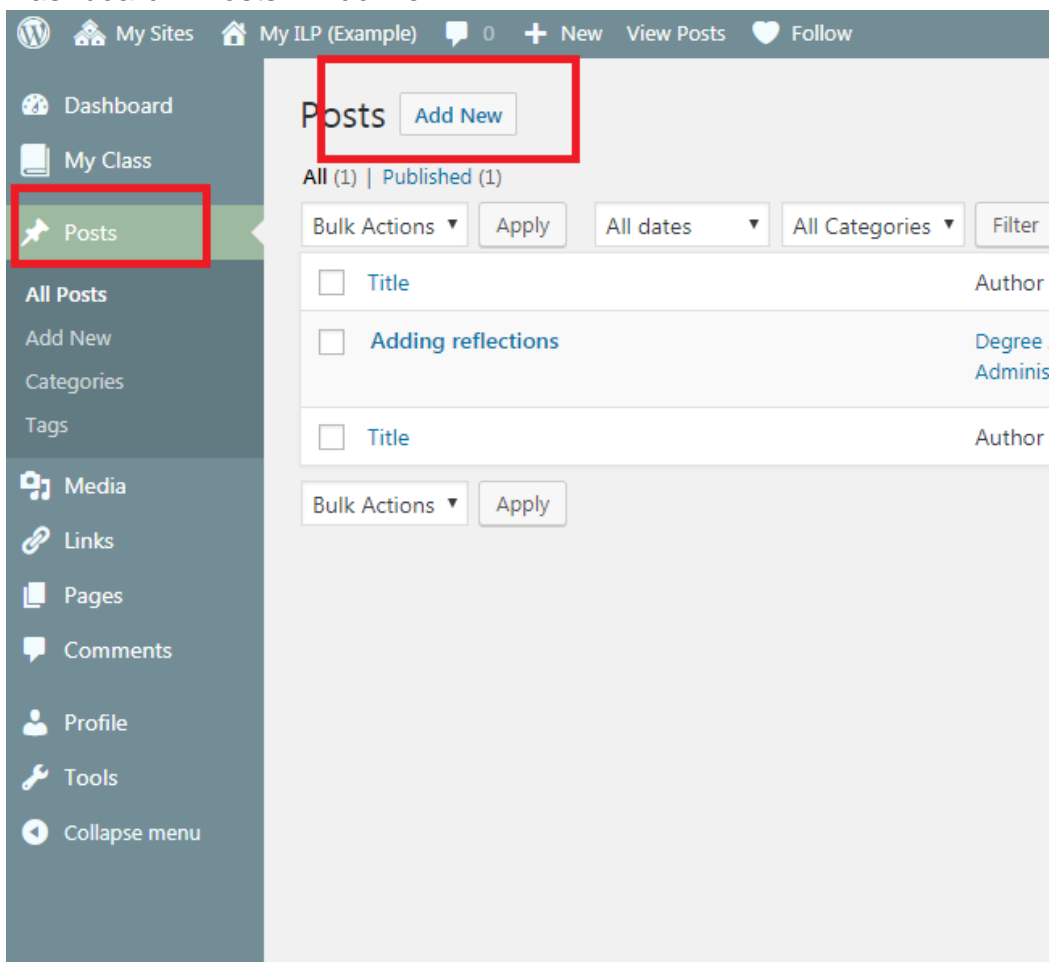 My Sites My ILP (Example) 0 New View Posts Follow
Dashboard
My Class
Posts
All Posts
Add New
Categories
Tags
Media
Links
Pages
Comments
Profile
Tools
Collapse menu
Posts Add New
All (1) | Published (1)
Bulk Actions Apply All dates All Categories Filter
Title Author
Adding reflections Degree
Title Author
Bulk Actions Apply